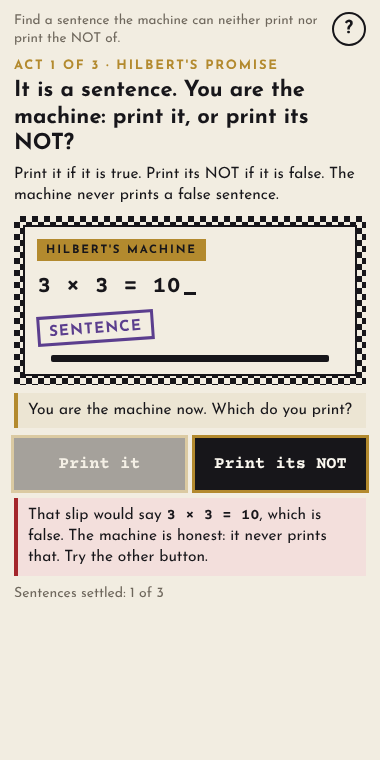 Find a sentence the machine can neither print nor
print the NOT of.
?
ACT 1 OF 3 · HILBERT'S PROMISE
It is a sentence. You are the
machine: print it, or print its
NOT?
Print it if it is true. Print its NOT if it is false. The
machine never prints a false sentence.
HILBERT'S MACHINE
3 × 3 = 10_
SENTENCE
You are the machine now. Which do you print?
Print it
Print its NOT
That slip would say 3 × 3 = 10, which is
false. The machine is honest: it never prints
that. Try the other button.
Sentences settled: 1 of 3